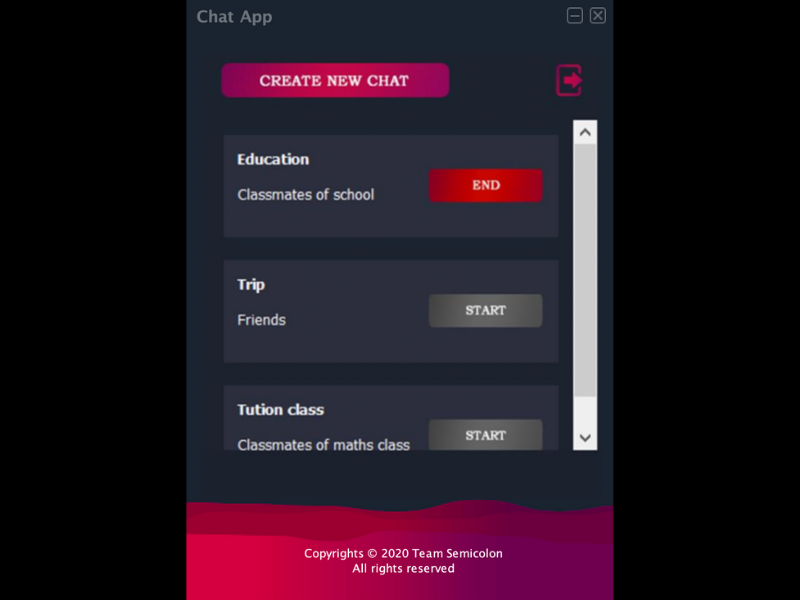 Chat App
CREATE NEW CHAT
Education
Classmates of school
END
Trip
Friends
START
Tution class
Classmates of maths class
START
Copyrights © 2020 Team Semicolon
All rights reserved